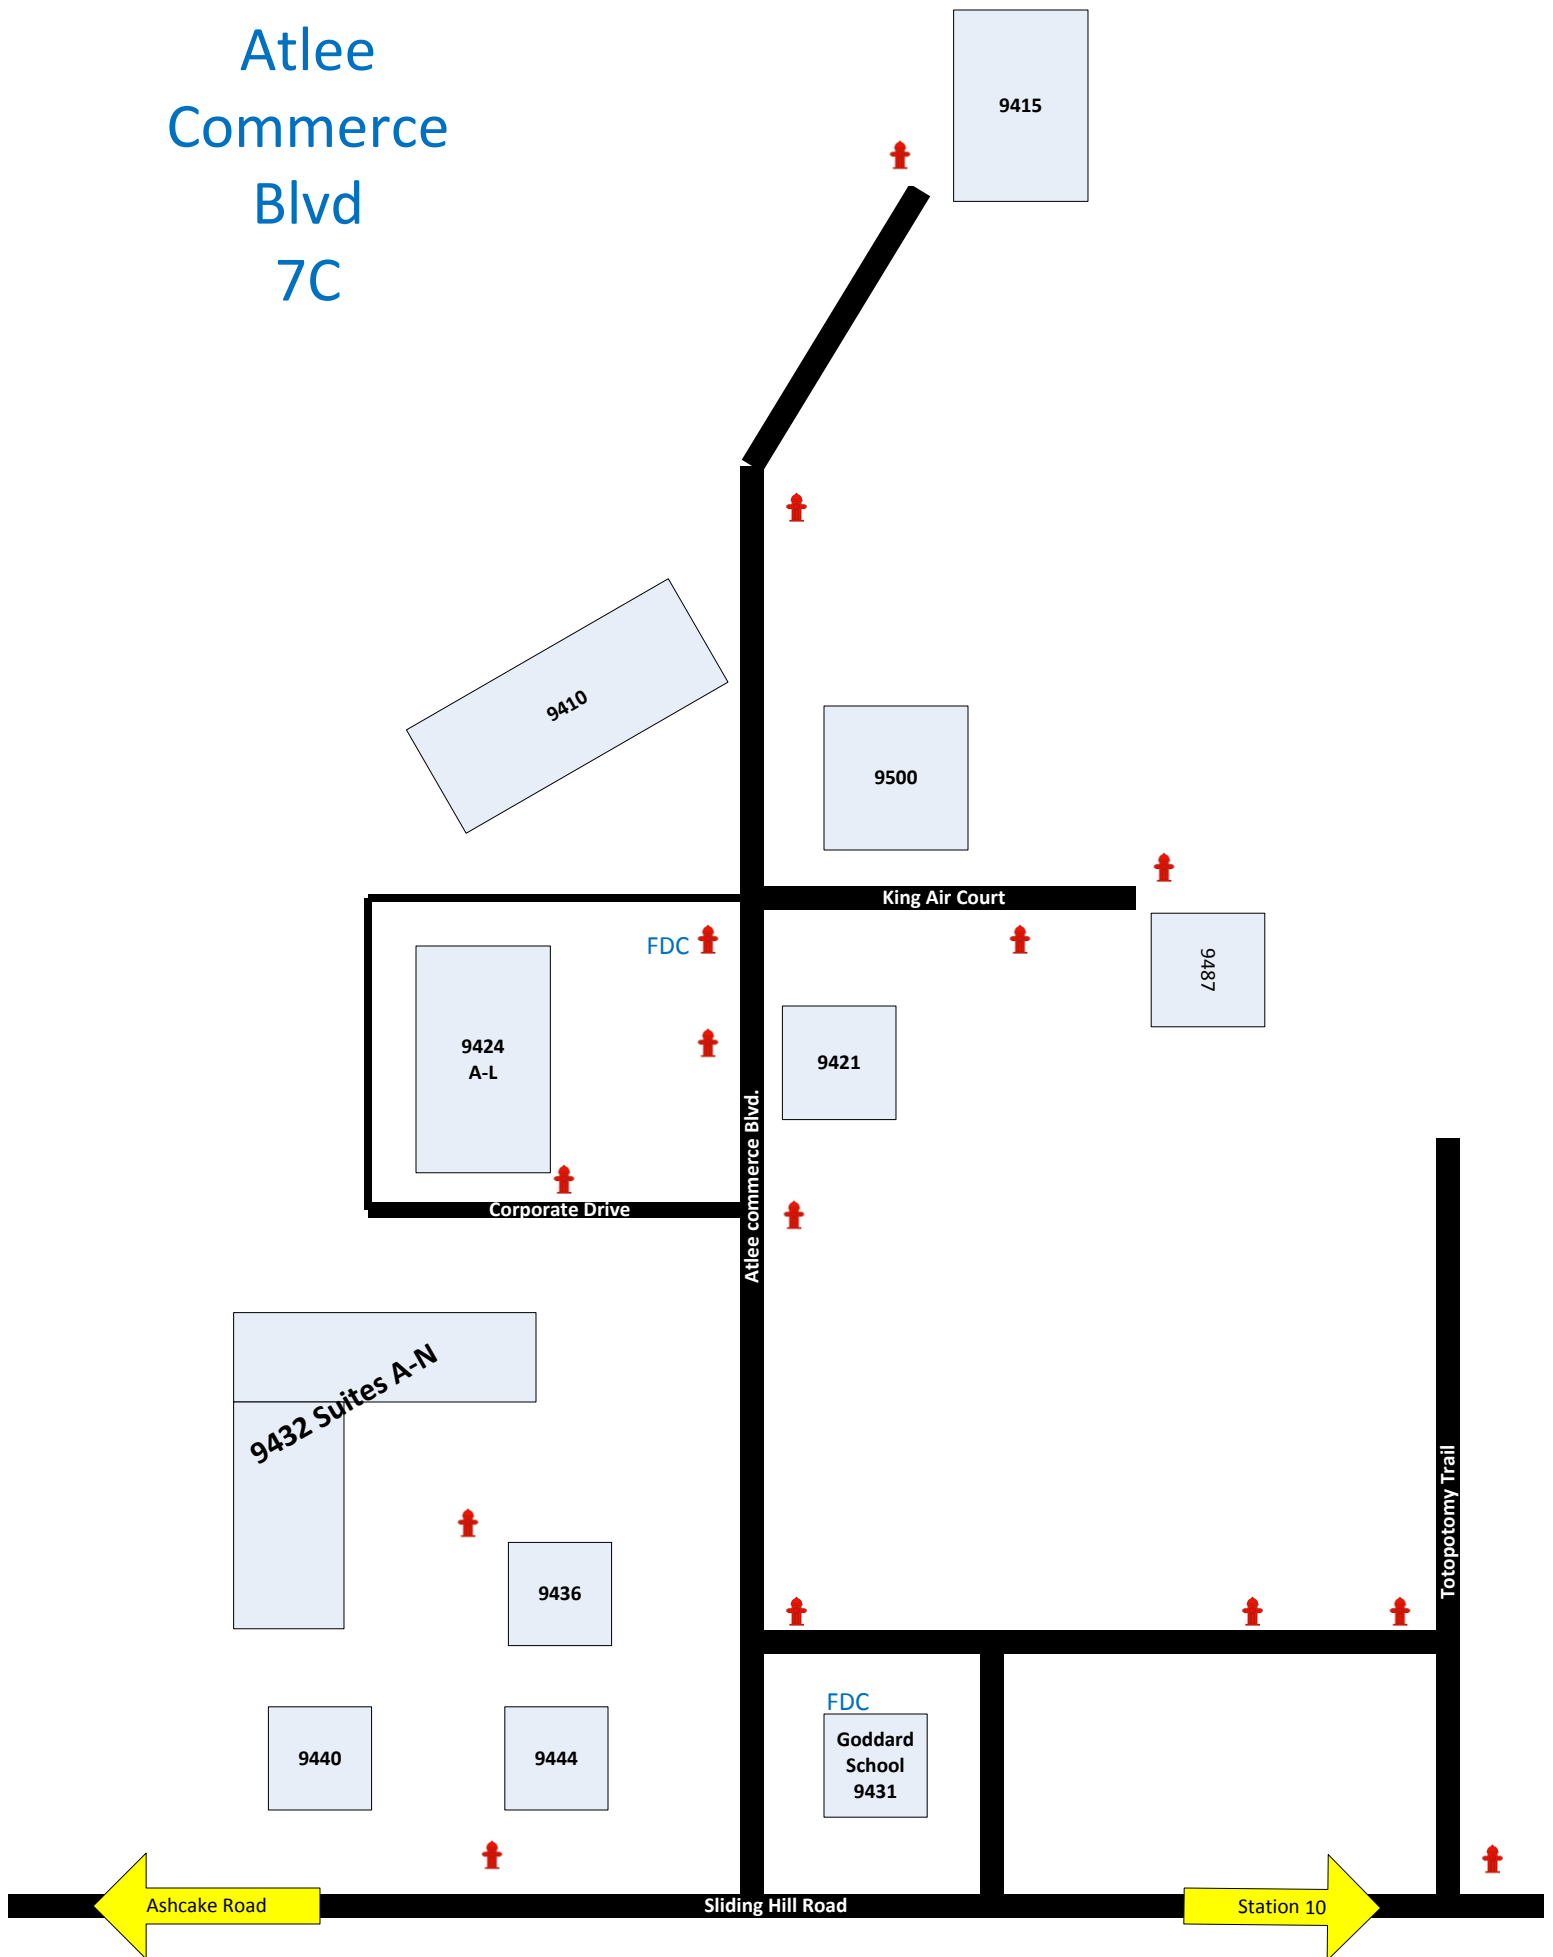 Atlee
Commerce
Blvd
7C
9415
9410
9500
King Air Court
FDC
9487
9424
A-L
9421
Atlee commerce Blvd.
Corporate Drive
9432 Suites A-N
Totopotomy Trail
9436
FDC
Goddard
School
9431
9440
9444
Ashcake Road
Sliding Hill Road
Station 10